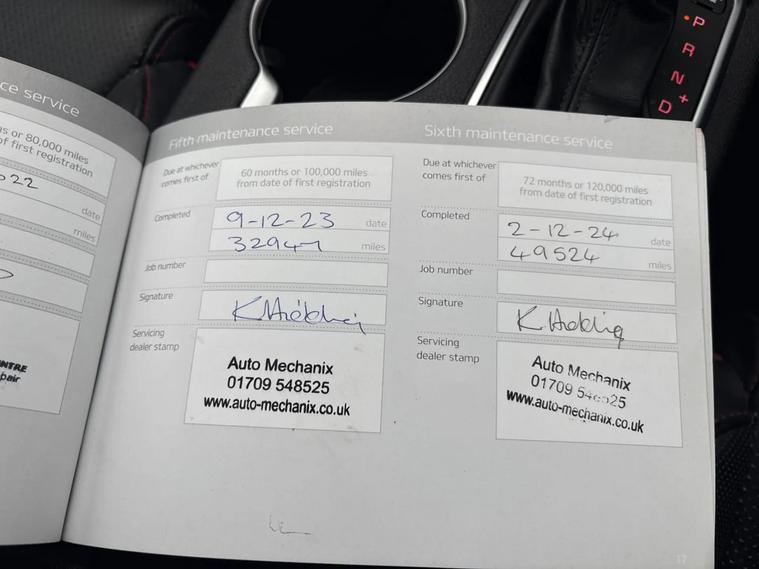 ce service
s or 80,000 miles
of first registration
22
date
miles
NTRE
pair
Fifth maintenance service
Due at whichever
comes first of
60 months or 100,000 miles
from date of first registration
Completed
9-12-23 date
miles
Job number
Signature
Servicing
dealer stamp
Auto Mechanix
01709 548525
www.auto-mechanix.co.uk
Sixth maintenance service
Due at whichever
comes first of
72 months or 120,000 miles
from date of first registration
Completed
2-12-24 date
49524 miles
Job number
Signature
Servicing
dealer stamp
Auto Mechanix
01709
www.auto-mechanix.co.uk
17
P
R
N
D +